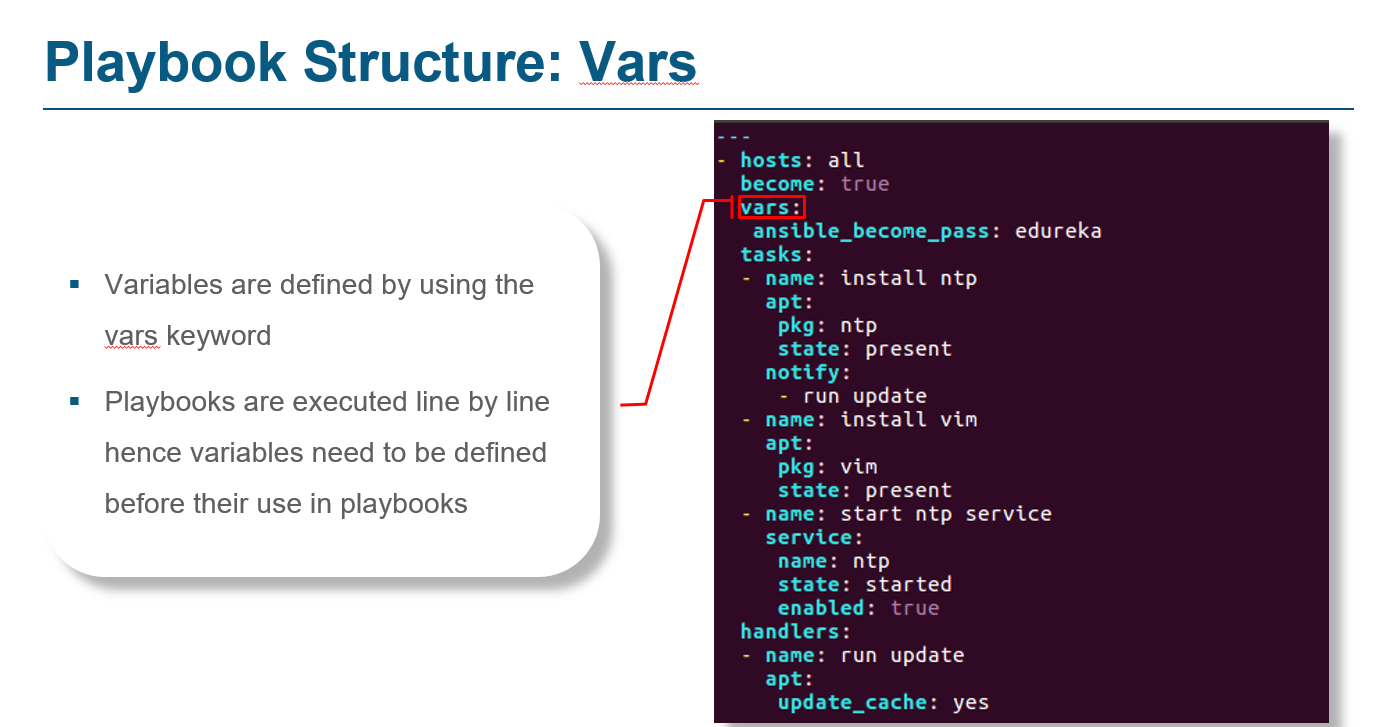 Playbook Structure: Vars
▪ Variables are defined by using the
vars keyword
▪ Playbooks are executed line by line
hence variables need to be defined
before their use in playbooks
---
- hosts: all
  become: true
  vars:
   ansible_become_pass: edureka
  tasks:
  - name: install ntp
    apt:
     pkg: ntp
     state: present
    notify:
     - run update
  - name: install vim
    apt:
     pkg: vim
     state: present
  - name: start ntp service
    service:
     name: ntp
     state: started
     enabled: true
  handlers:
  - name: run update
    apt:
     update_cache: yes